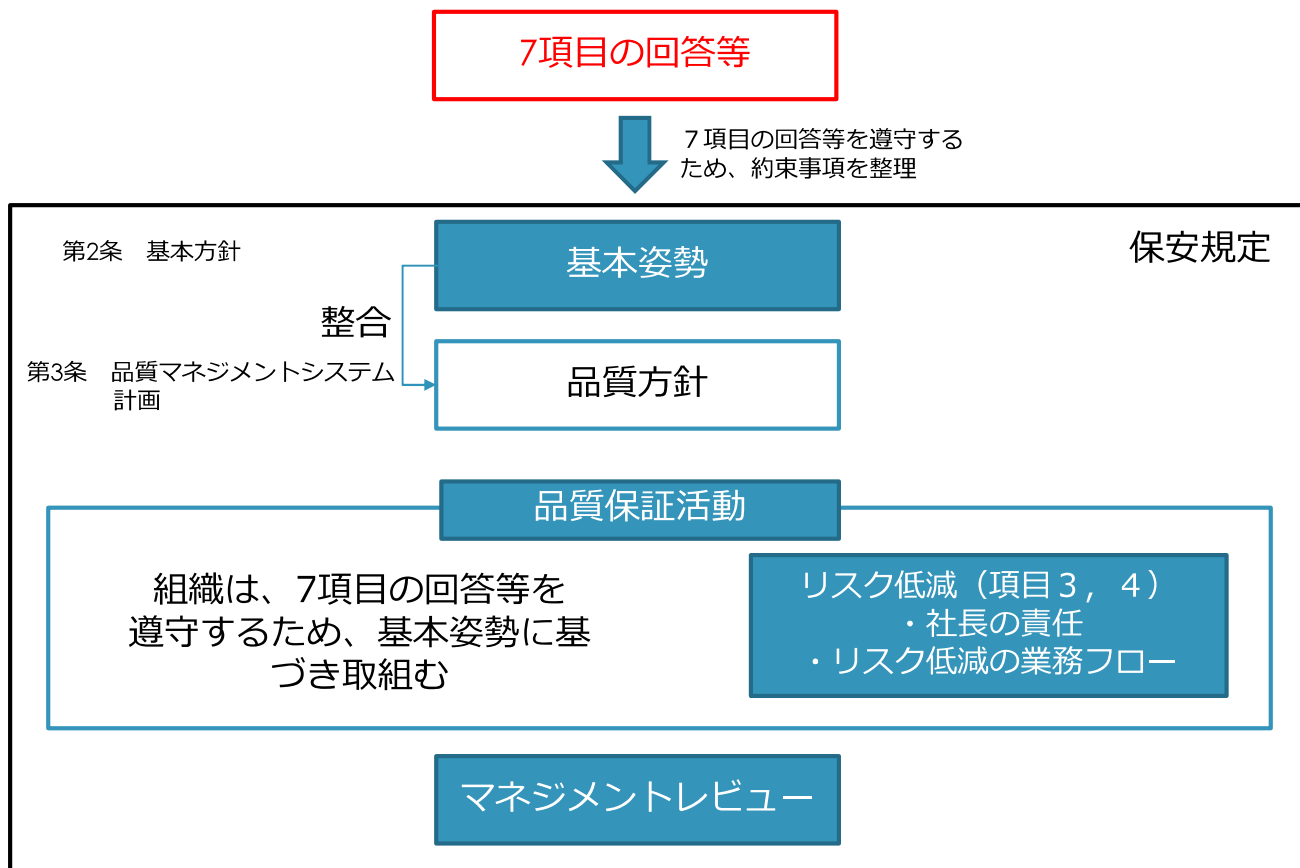 7項目の回答等
７項目の回答等を遵守する
ため、約束事項を整理
保安規定
第2条　基本方針
基本姿勢
整合
第3条　品質マネジメントシステム
計画
品質方針
品質保証活動
組織は、7項目の回答等を
遵守するため、基本姿勢に基
づき取組む
リスク低減（項目３，４）
・社長の責任
・リスク低減の業務フロー
マネジメントレビュー